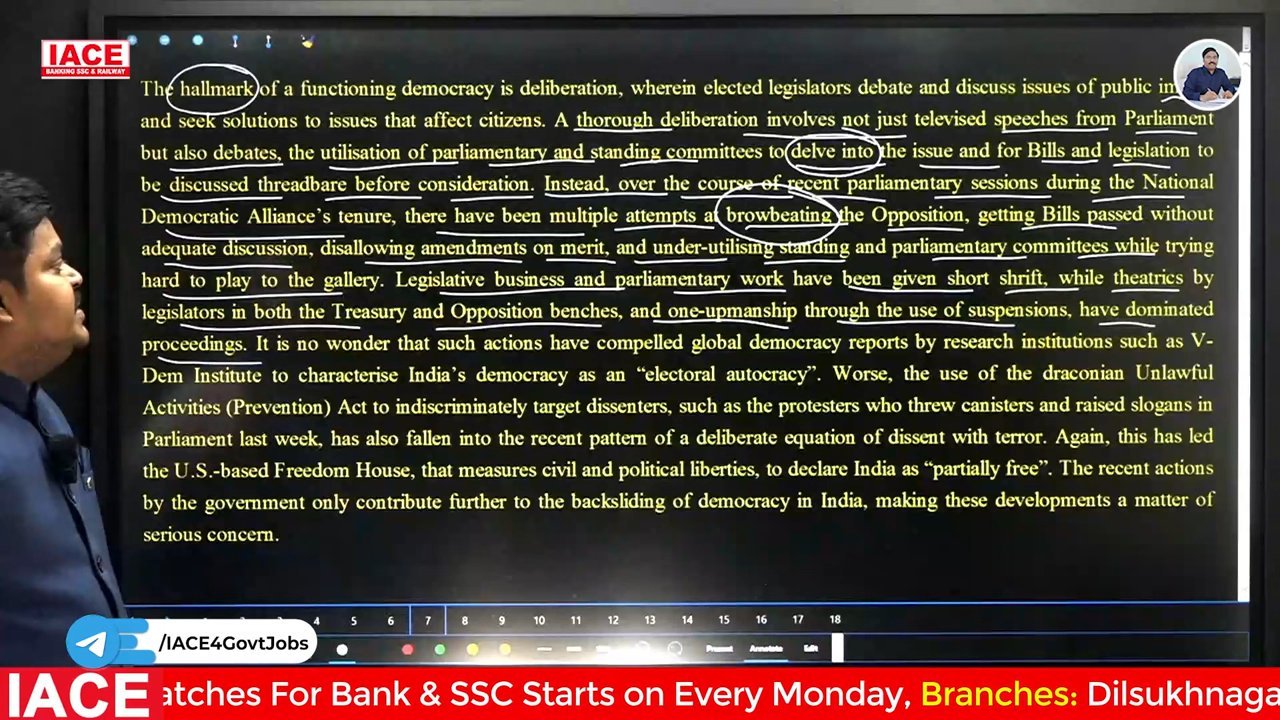 IACE
BANKING SSC & RAILWAY
The hallmark of a functioning democracy is deliberation, wherein elected legislators debate and discuss issues of public
and seek solutions to issues that affect citizens. A thorough deliberation involves not just televised speeches from Parliament
but also debates, the utilisation of parliamentary and standing committees to delve into the issue and for Bills and legislation to
be discussed threadbare before consideration. Instead, over the course of recent parliamentary sessions during the National
Democratic Alliance's tenure, there have been multiple attempts at browbeating the Opposition, getting Bills passed without
adequate discussion, disallowing amendments on merit, and under-utilising standing and parliamentary committees while trying
hard to play to the gallery. Legislative business and parliamentary work have been given short shrift, while theatrics by
legislators in both the Treasury and Opposition benches, and one-upmanship through the use of suspensions, have dominated
proceedings. It is no wonder that such actions have compelled global democracy reports by research institutions such as V-
Dem Institute to characterise India's democracy as an “electoral autocracy”. Worse, the use of the draconian Unlawful
Activities (Prevention) Act to indiscriminately target dissenters, such as the protesters who threw canisters and raised slogans in
Parliament last week, has also fallen into the recent pattern of a deliberate equation of dissent with terror. Again, this has led
the U.S.-based Freedom House, that measures civil and political liberties, to declare India as “partially free”. The recent actions
by the government only contribute further to the backsliding of democracy in India, making these developments a matter of
serious concern.
4 5 6 7 8 9 10 11 12 13 14 15 16 17 18
Present Annotate Edit
/IACE4GovtJobs
IACE
atches For Bank & SSC Starts on Every Monday, Branches: Dilsukhnaga